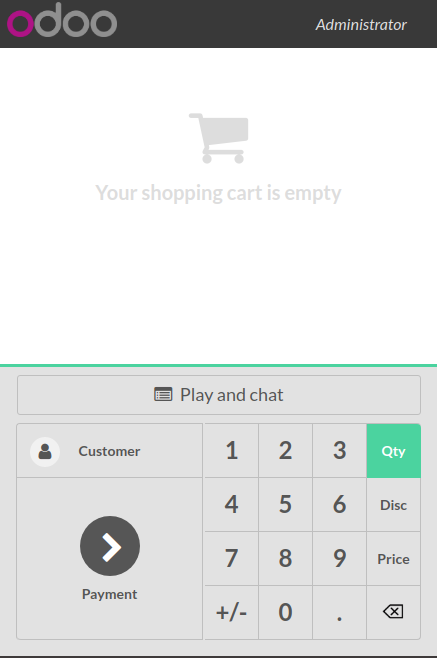 odoo
Administrator
Your shopping cart is empty
Play and chat
Customer
1 2 3 Qty
4 5 6 Disc
7 8 9 Price
Payment
+/- 0 .